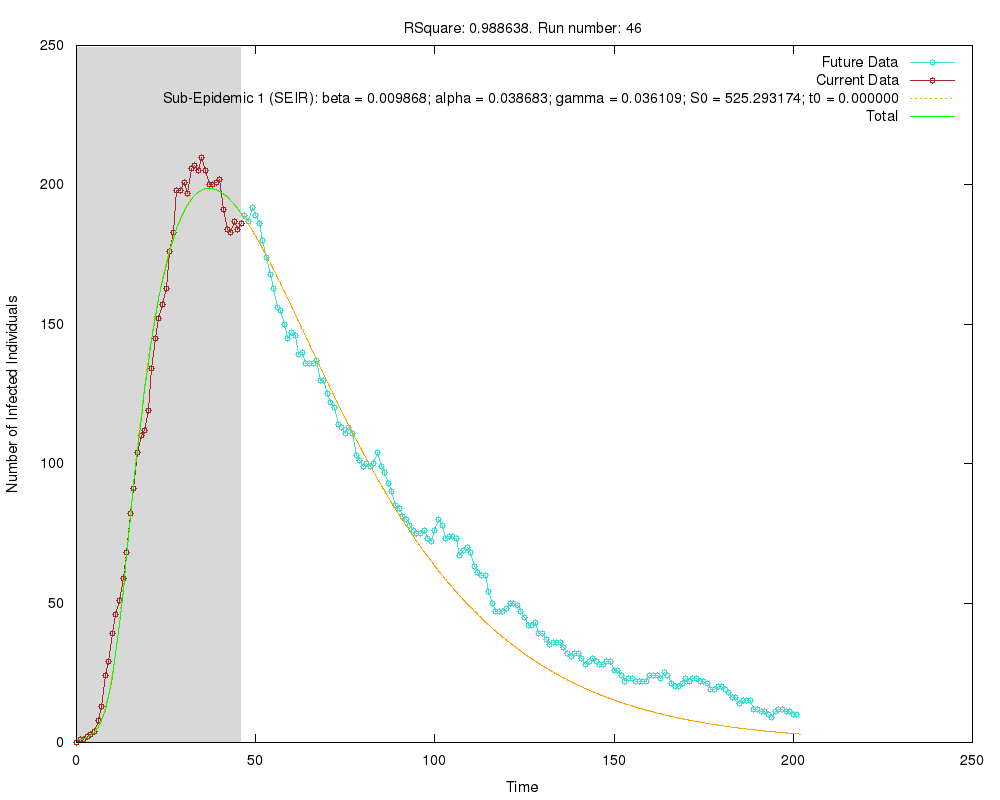 RSquare: 0.988638. Run number: 46
250
200
150
100
50
0
Number of Infected Individuals
Future Data
Current Data
Sub-Epidemic 1 (SEIR): beta = 0.009868; alpha = 0.038683; gamma = 0.036109; S0 = 525.293174; t0 = 0.000000
Total
0 50 100 150 200 250
Time